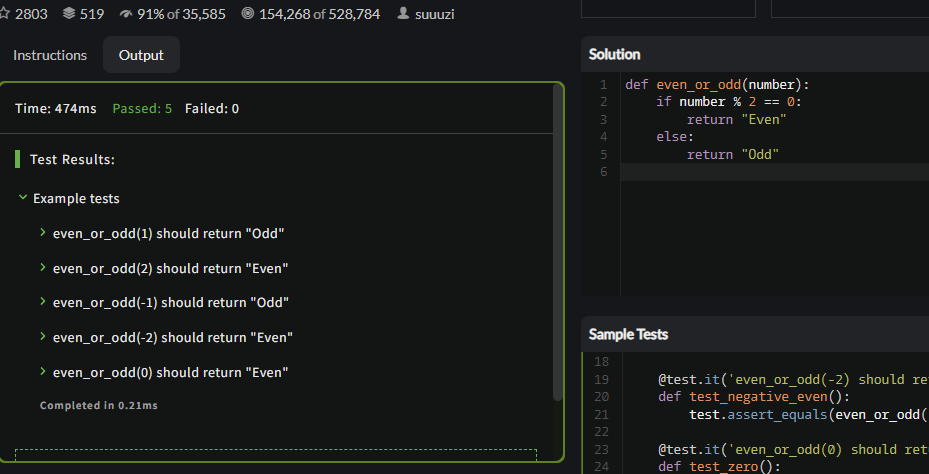 2803 519 91% of 35,585 154,268 of 528,784 suuuzi
Instructions Output
Time: 474ms Passed: 5 Failed: 0
Test Results:
Example tests
even_or_odd(1) should return "Odd"
even_or_odd(2) should return "Even"
even_or_odd(-1) should return "Odd"
even_or_odd(-2) should return "Even"
even_or_odd(0) should return "Even"
Completed in 0.21ms
Solution
1 def even_or_odd(number):
2     if number % 2 == 0:
3         return "Even"
4     else:
5         return "Odd"
6
Sample Tests
18
19     @test.it('even_or_odd(-2) should ret
20     def test_negative_even():
21         test.assert_equals(even_or_odd(
22
23     @test.it('even_or_odd(0) should ret
24     def test_zero():